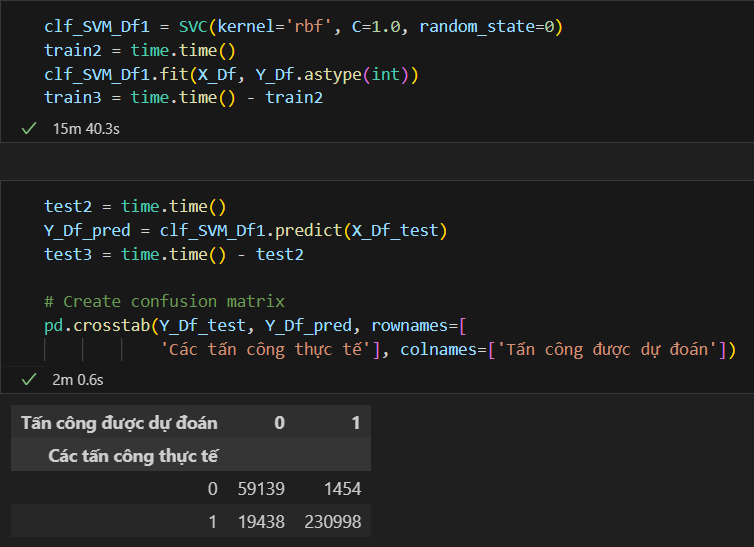 clf_SVM_Df1 = SVC(kernel='rbf', C=1.0, random_state=0)
train2 = time.time()
clf_SVM_Df1.fit(X_Df, Y_Df.astype(int))
train3 = time.time() - train2
15m 40.3s
test2 = time.time()
Y_Df_pred = clf_SVM_Df1.predict(X_Df_test)
test3 = time.time() - test2
# Create confusion matrix
pd.crosstab(Y_Df_test, Y_Df_pred, rownames=[
'Các tấn công thực tế'], colnames=['Tấn công được dự đoán'])
2m 0.6s
Tấn công được dự đoán 0 1
Các tấn công thực tế
0 59139 1454
1 19438 230998